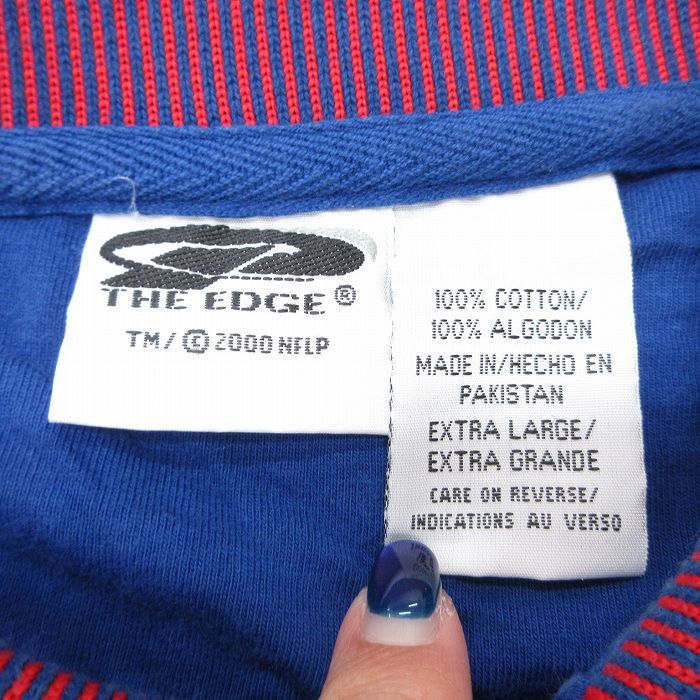 THE EDGE®
TM/ © 2000 NFLP
100% COTTON/
100% ALGODON
MADE IN/HECHO EN
PAKISTAN
EXTRA LARGE/
EXTRA GRANDE
CARE ON REVERSE/
INDICATIONS AU VERSO